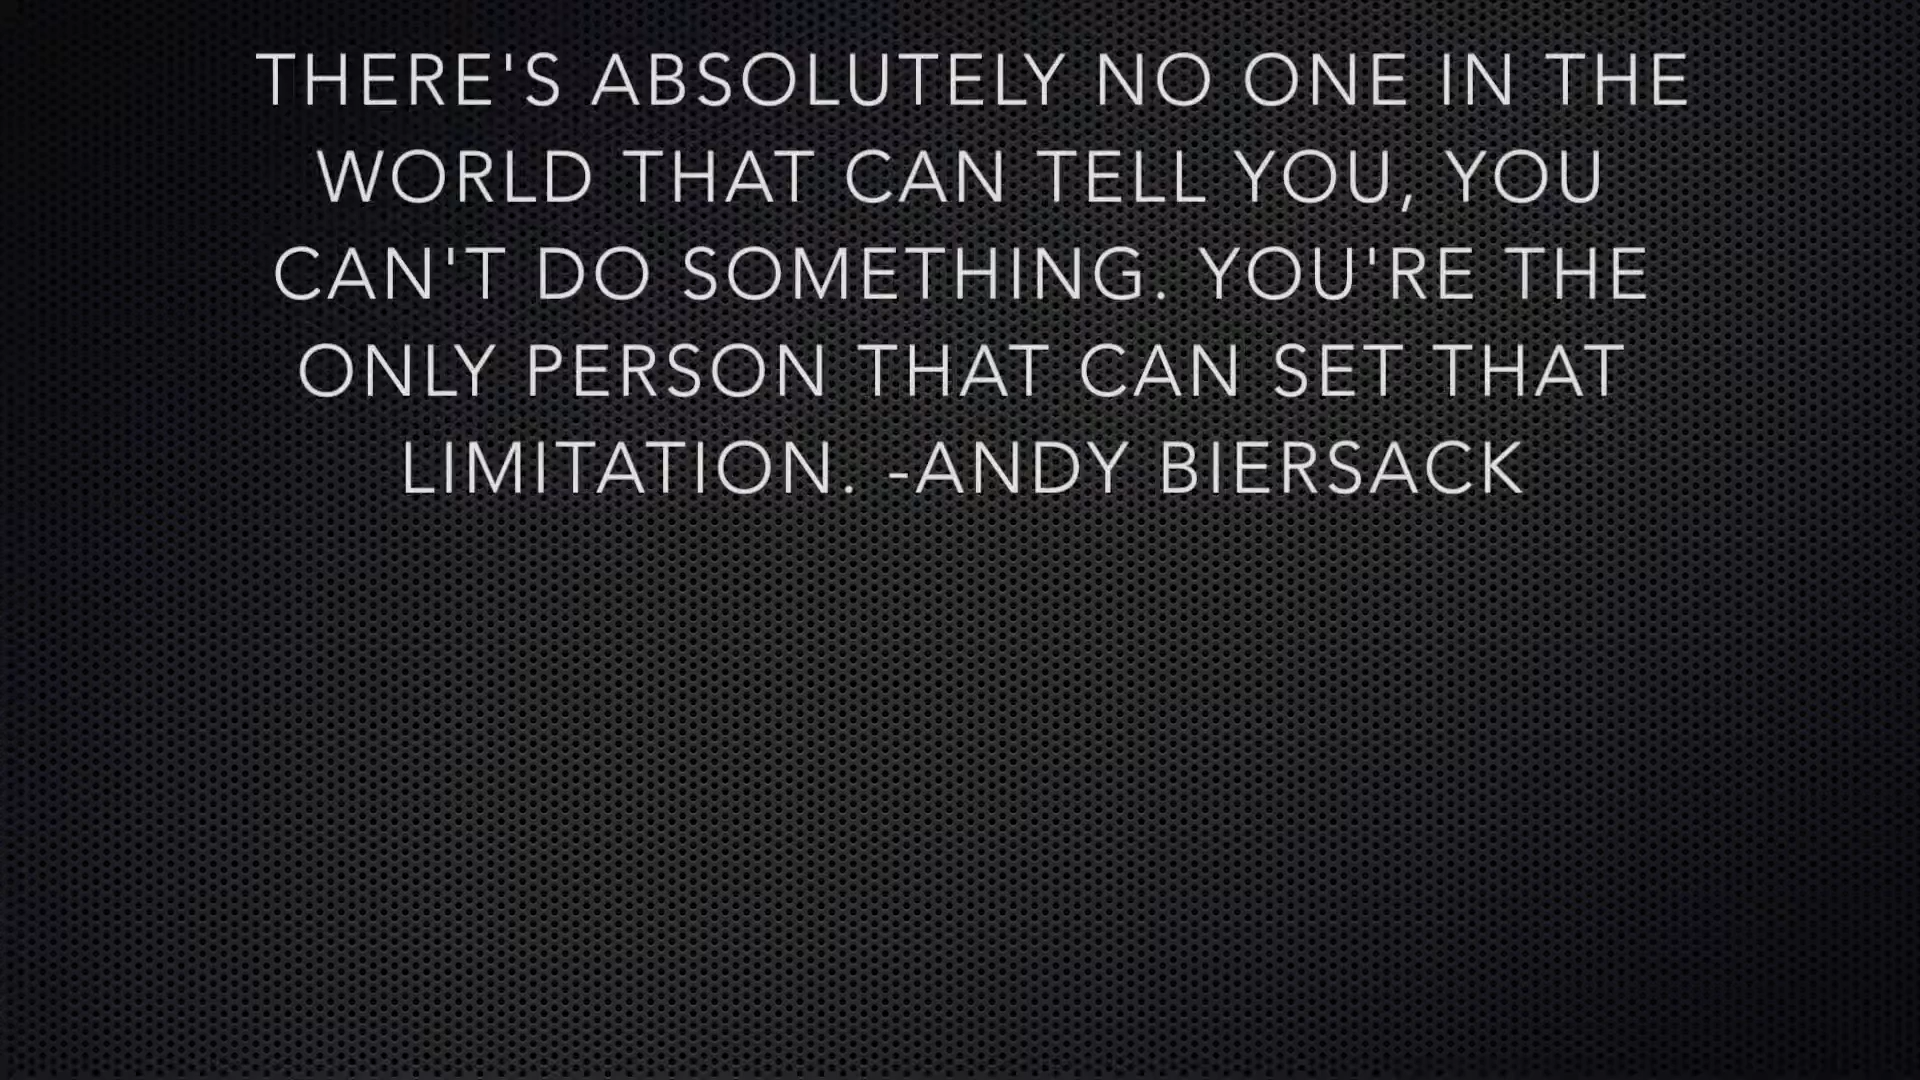 THERE'S ABSOLUTELY NO ONE IN THE
WORLD THAT CAN TELL YOU, YOU
CAN'T DO SOMETHING. YOU'RE THE
ONLY PERSON THAT CAN SET THAT
LIMITATION. -ANDY BIERSACK